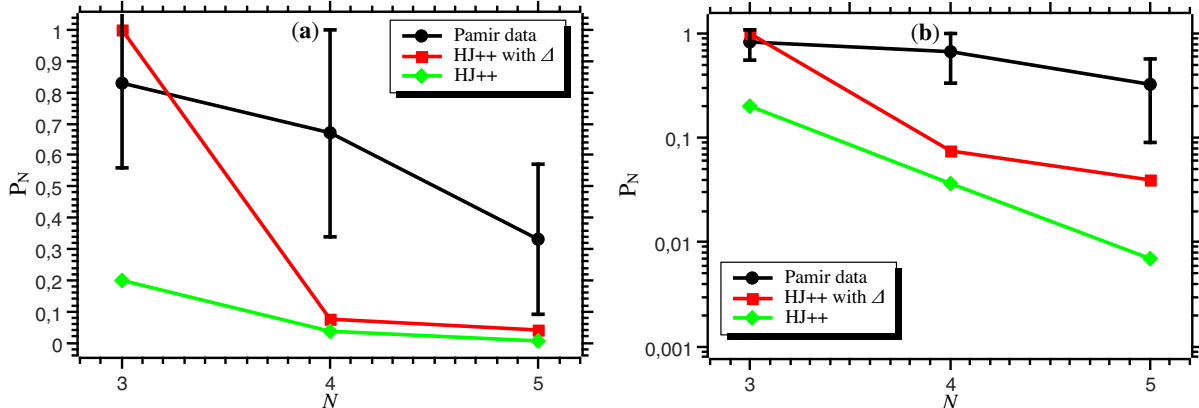 (a)
Pamir data
HJ++ with Δ
HJ++
1
0,9
0,8
0,7
0,6
0,5
0,4
0,3
0,2
0,1
0
P_N
3 4 5
N
(b)
1
0,1
0,01
0,001
P_N
Pamir data
HJ++ with Δ
HJ++
3 4 5
N